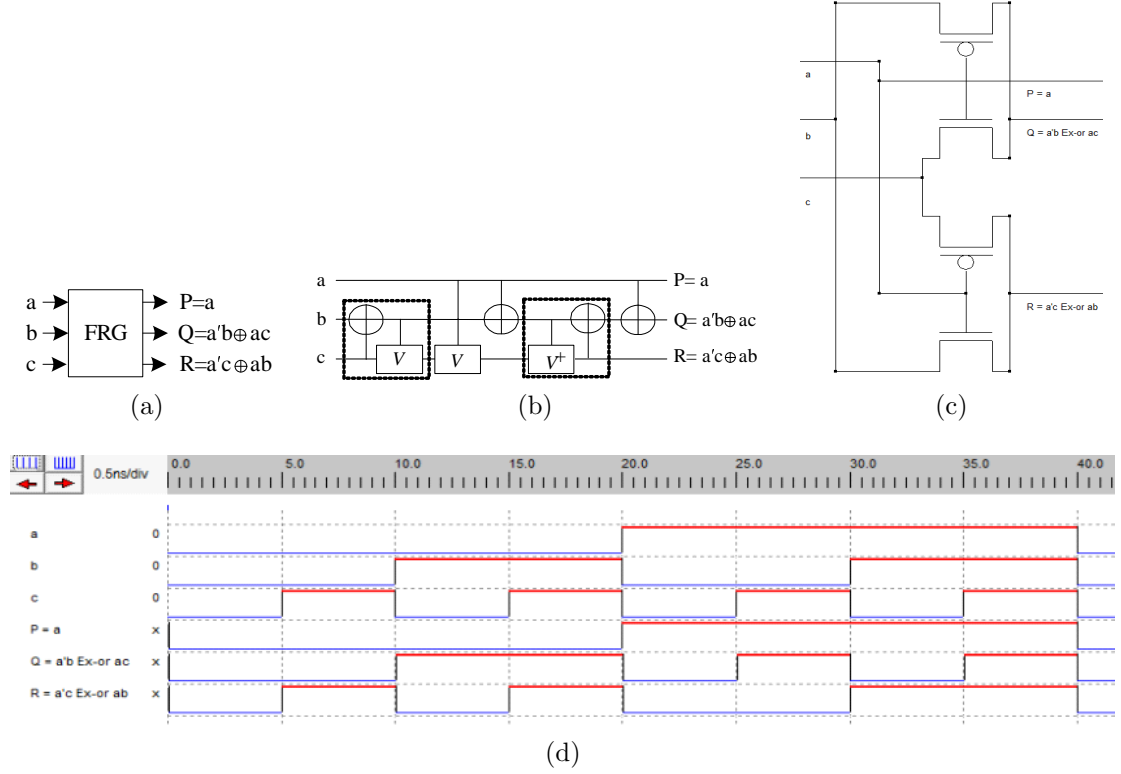 a
b
c
FRG
P=a
Q=a'b⊕ac
R=a'c⊕ab
(a)
a
b
c
V
V
V⁺
P= a
Q= a'b⊕ac
R= a'c⊕ab
(b)
a
b
c
P = a
Q = a'b Ex-or ac
R = a'c Ex-or ab
(c)
0.5ns/div
0.0 5.0 10.0 15.0 20.0 25.0 30.0 35.0 40.0
a 0
b 0
c 0
P = a x
Q = a'b Ex-or ac x
R = a'c Ex-or ab x
(d)